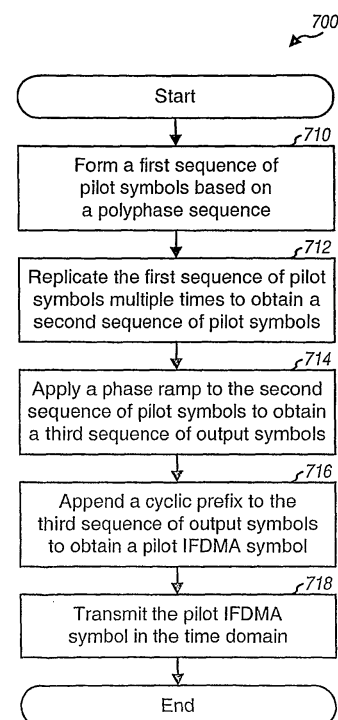 700
Start
710
Form a first sequence of
pilot symbols based on
a polyphase sequence
712
Replicate the first sequence of pilot
symbols multiple times to obtain a
second sequence of pilot symbols
714
Apply a phase ramp to the second
sequence of pilot symbols to obtain
a third sequence of output symbols
716
Append a cyclic prefix to the
third sequence of output symbols
to obtain a pilot IFDMA symbol
718
Transmit the pilot IFDMA
symbol in the time domain
End